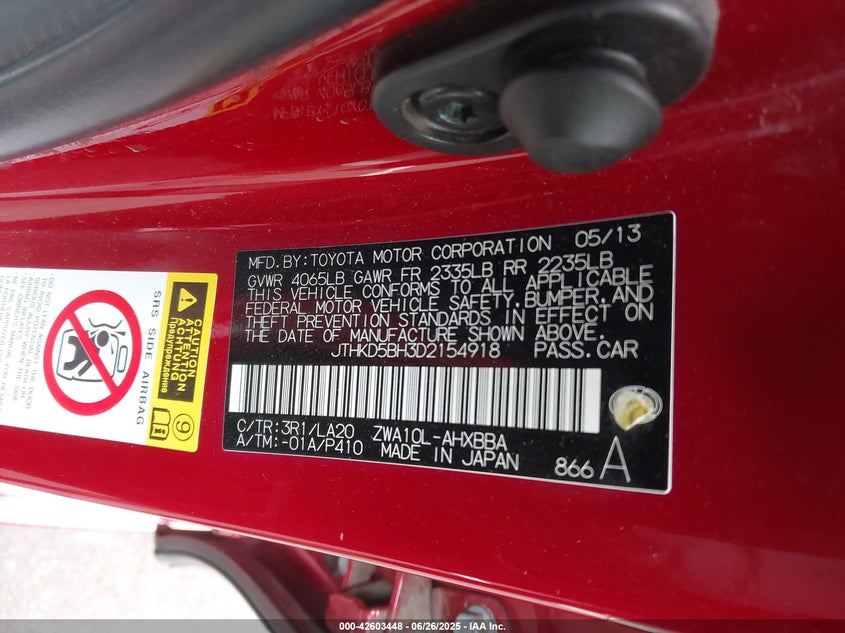 MFD.BY:TOYOTA MOTOR CORPORATION 05/13
GVWR 4065LB GAWR FR 2335LB RR 2235LB
THIS VEHICLE CONFORMS TO ALL APPLICABLE
FEDERAL MOTOR VEHICLE SAFETY,BUMPER,AND
THEFT PREVENTION STANDARDS IN EFFECT ON
THE DATE OF MANUFACTURE SHOWN ABOVE.
JTHKD5BH3D2154918 PASS.CAR
C/TR:3R1/LA20 ZWA10L-AHXBBA
A/TM:-01A/P410 MADE IN JAPAN
866 A
SRS SIDE AIRBAG
ATTENTION
ACHTUNG
Предупреждение
9
000-42603448 - 06/26/2025 - IAA Inc.